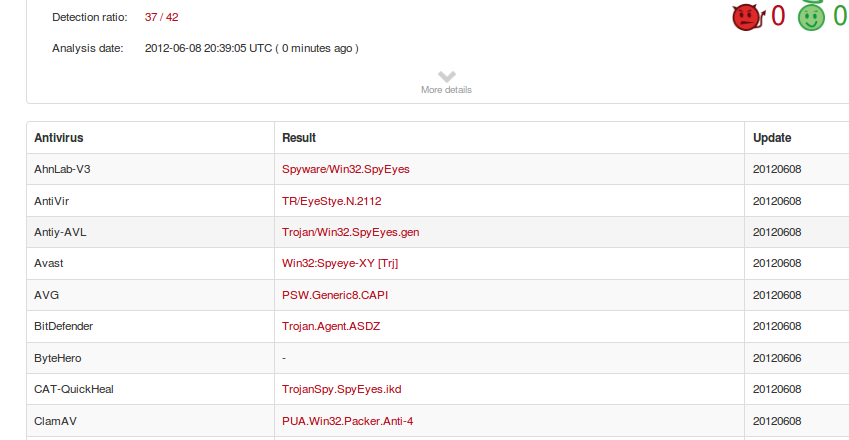 Detection ratio: 37 / 42 0 0
Analysis date: 2012-06-08 20:39:05 UTC ( 0 minutes ago )
More details
Antivirus Result Update
AhnLab-V3 Spyware/Win32.SpyEyes 20120608
AntiVir TR/EyeStye.N.2112 20120608
Antiy-AVL Trojan/Win32.SpyEyes.gen 20120608
Avast Win32:Spyeye-XY [Trj] 20120608
AVG PSW.Generic8.CAPI 20120608
BitDefender Trojan.Agent.ASDZ 20120608
ByteHero - 20120606
CAT-QuickHeal TrojanSpy.SpyEyes.ikd 20120608
ClamAV PUA.Win32.Packer.Anti-4 20120608